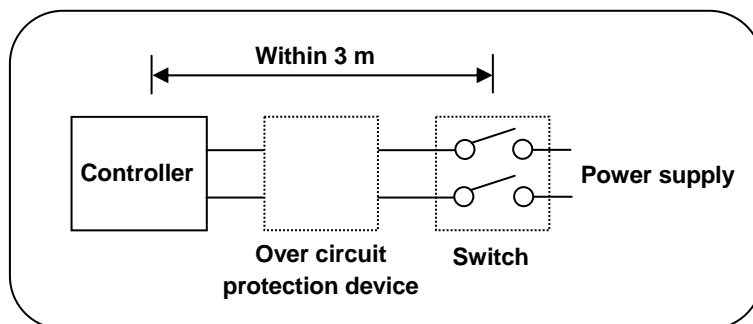 Within 3 m
Controller
Power supply
Over circuit
protection device
Switch